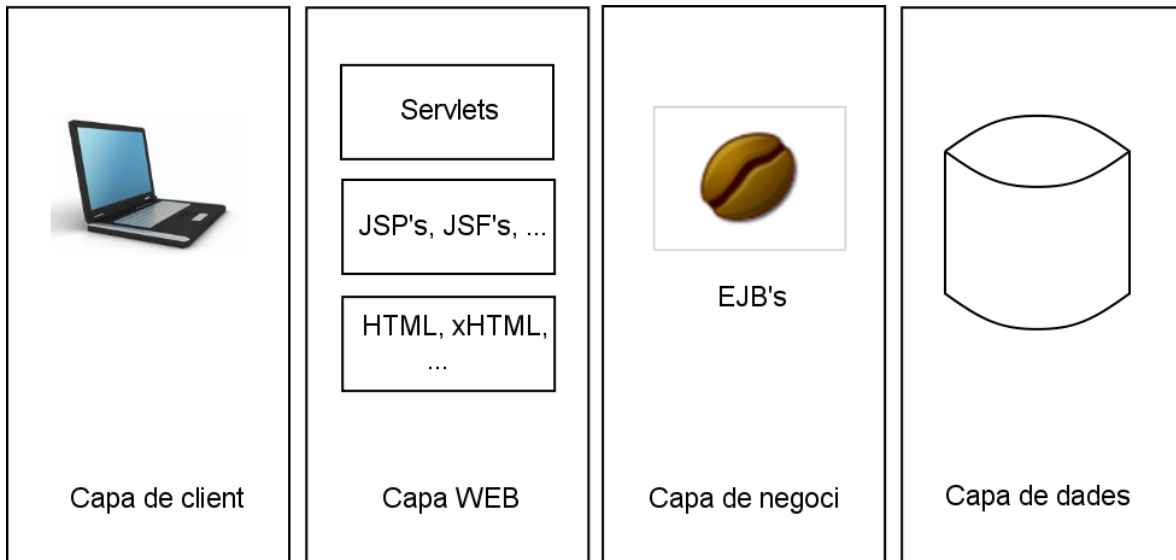 Servlets
JSP's, JSF's, ...
HTML, xHTML,
...
EJB's
Capa de client
Capa WEB
Capa de negoci
Capa de dades